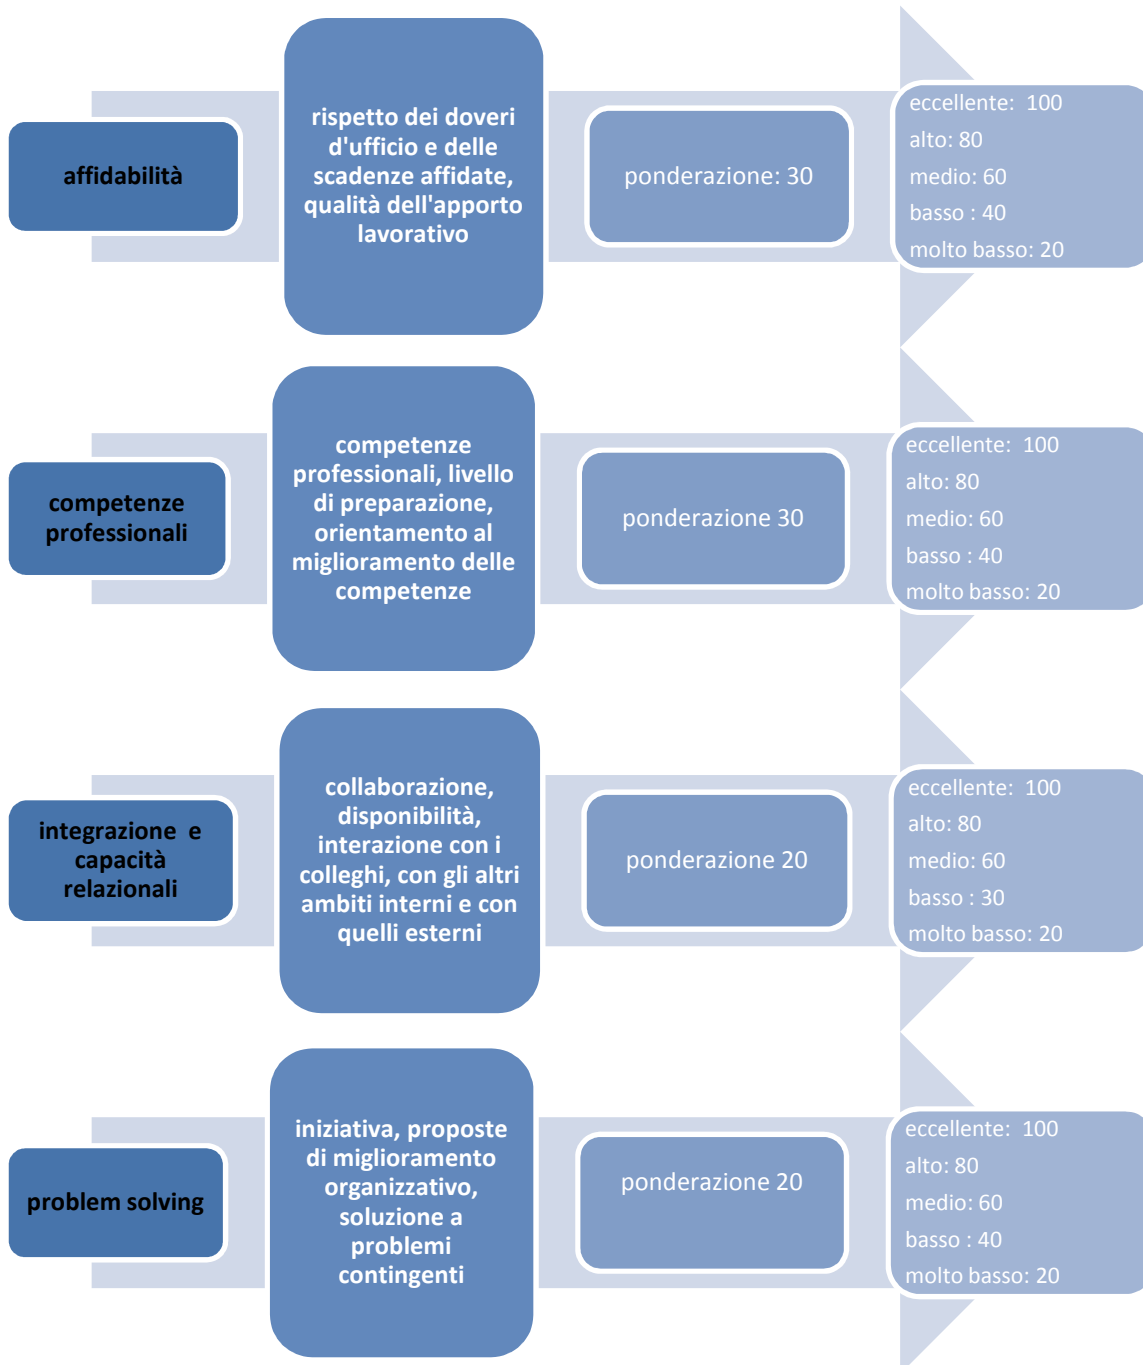 affidabilità
rispetto dei doveri
d'ufficio e delle
scadenze affidate,
qualità dell'apporto
lavorativo
ponderazione: 30
eccellente:  100
alto: 80
medio: 60
basso : 40
molto basso: 20
competenze
professionali
competenze
professionali, livello
di preparazione,
orientamento al
miglioramento delle
competenze
ponderazione 30
eccellente:  100
alto: 80
medio: 60
basso : 40
molto basso: 20
integrazione  e
capacità
relazionali
collaborazione,
disponibilità,
interazione con i
colleghi, con gli altri
ambiti interni e con
quelli esterni
ponderazione 20
eccellente:  100
alto: 80
medio: 60
basso : 30
molto basso: 20
problem solving
iniziativa, proposte
di miglioramento
organizzativo,
soluzione a
problemi
contingenti
ponderazione 20
eccellente:  100
alto: 80
medio: 60
basso : 40
molto basso: 20